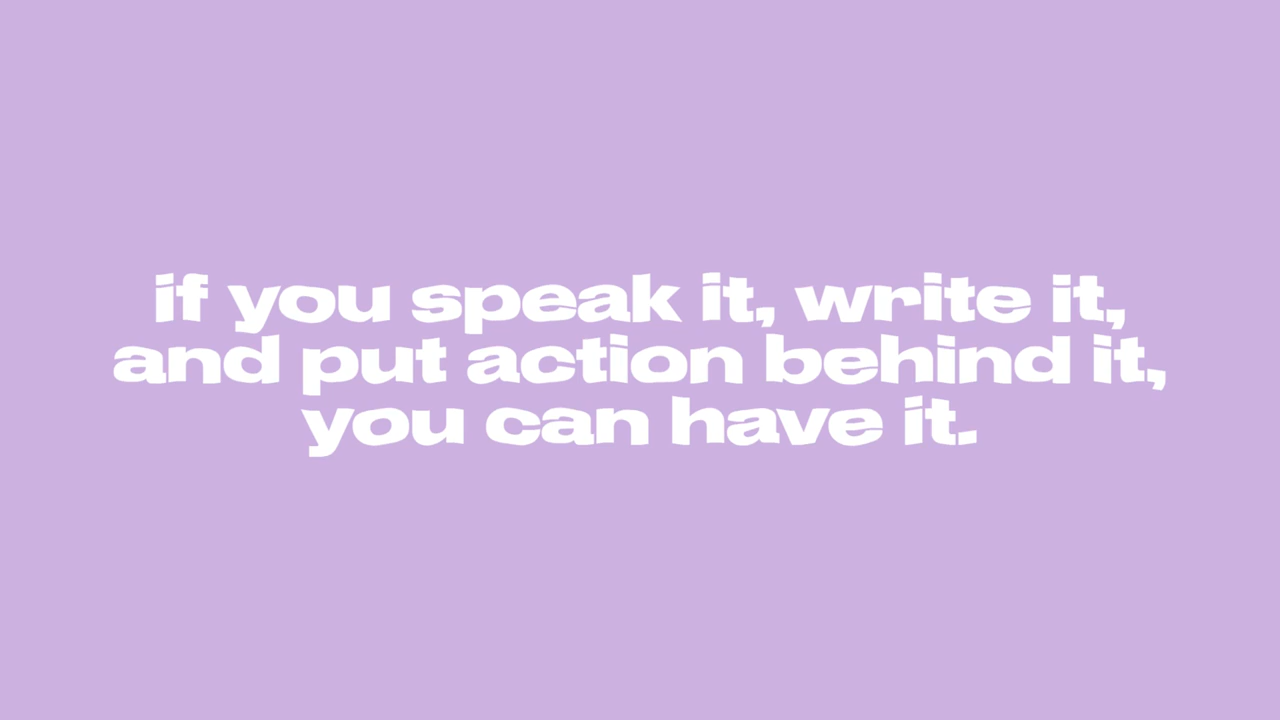 if you speak it, write it,
and put action behind it,
you can have it.